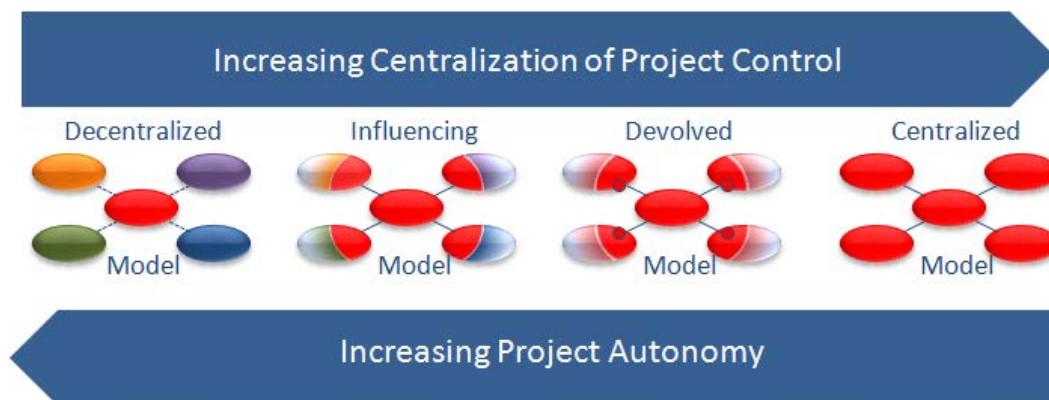 Increasing Centralization of Project Control
Decentralized
Influencing
Devolved
Centralized
Model
Model
Model
Model
Increasing Project Autonomy